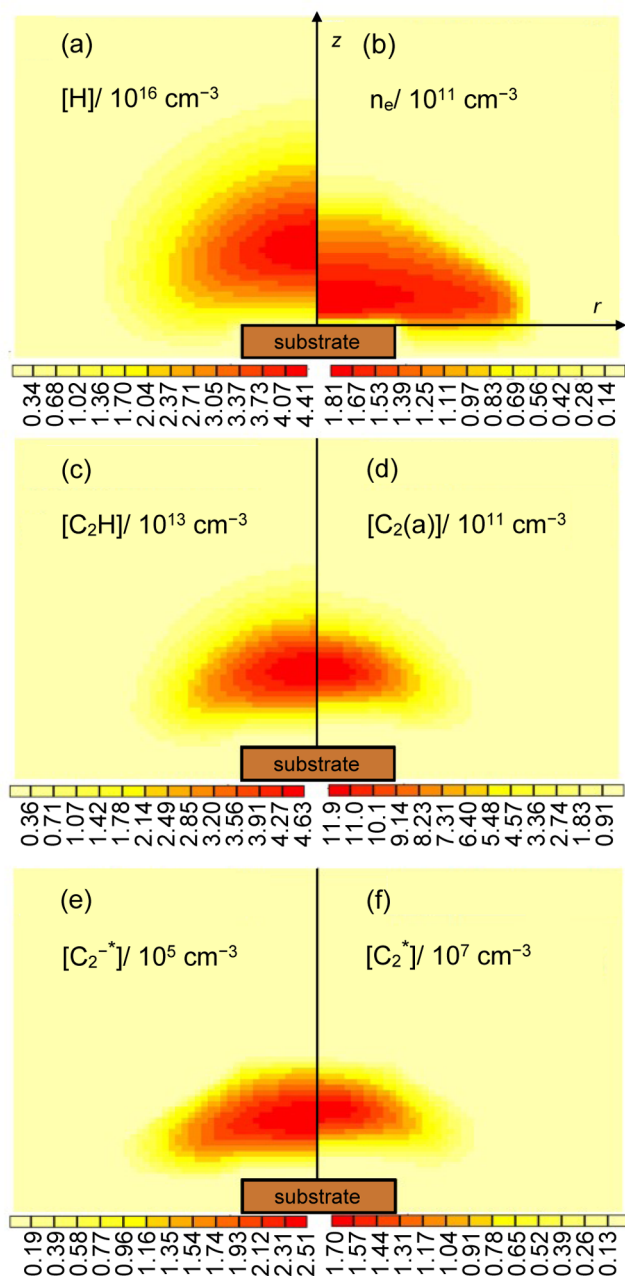 (a) z (b)
[H]/ 10¹⁶ cm⁻³ nₑ/ 10¹¹ cm⁻³
r
substrate
0.34 0.68 1.02 1.36 1.70 2.04 2.37 2.71 3.05 3.37 3.73 4.07 4.41 1.81 1.67 1.53 1.39 1.25 1.11 0.97 0.83 0.69 0.56 0.42 0.28 0.14
(c) (d)
[C₂H]/ 10¹³ cm⁻³ [C₂(a)]/ 10¹¹ cm⁻³
substrate
0.36 0.71 1.07 1.42 1.78 2.14 2.49 2.85 3.20 3.56 3.91 4.27 4.63 11.9 11.0 10.1 9.14 8.23 7.31 6.40 5.48 4.57 3.36 2.74 1.83 0.91
(e) (f)
[C₂⁻*]/ 10⁵ cm⁻³ [C₂*]/ 10⁷ cm⁻³
substrate
0.19 0.39 0.58 0.77 0.96 1.16 1.35 1.54 1.74 1.93 2.12 2.31 2.51 1.70 1.57 1.44 1.31 1.17 1.04 0.91 0.78 0.65 0.52 0.39 0.26 0.13